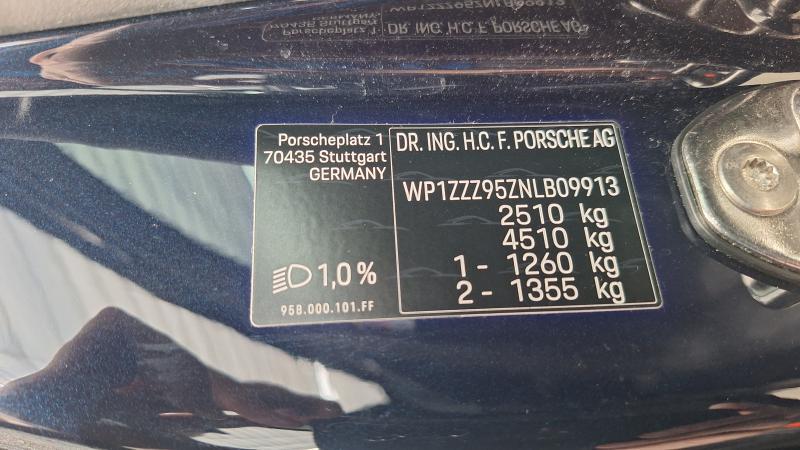 Porscheplatz 1
70435 Stuttgart
GERMANY
1,0 %
958.000.101.FF
DR. ING. H.C. F. PORSCHE AG
WP1ZZZ95ZNLB09913
2510 kg
4510 kg
1 - 1260 kg
2 - 1355 kg